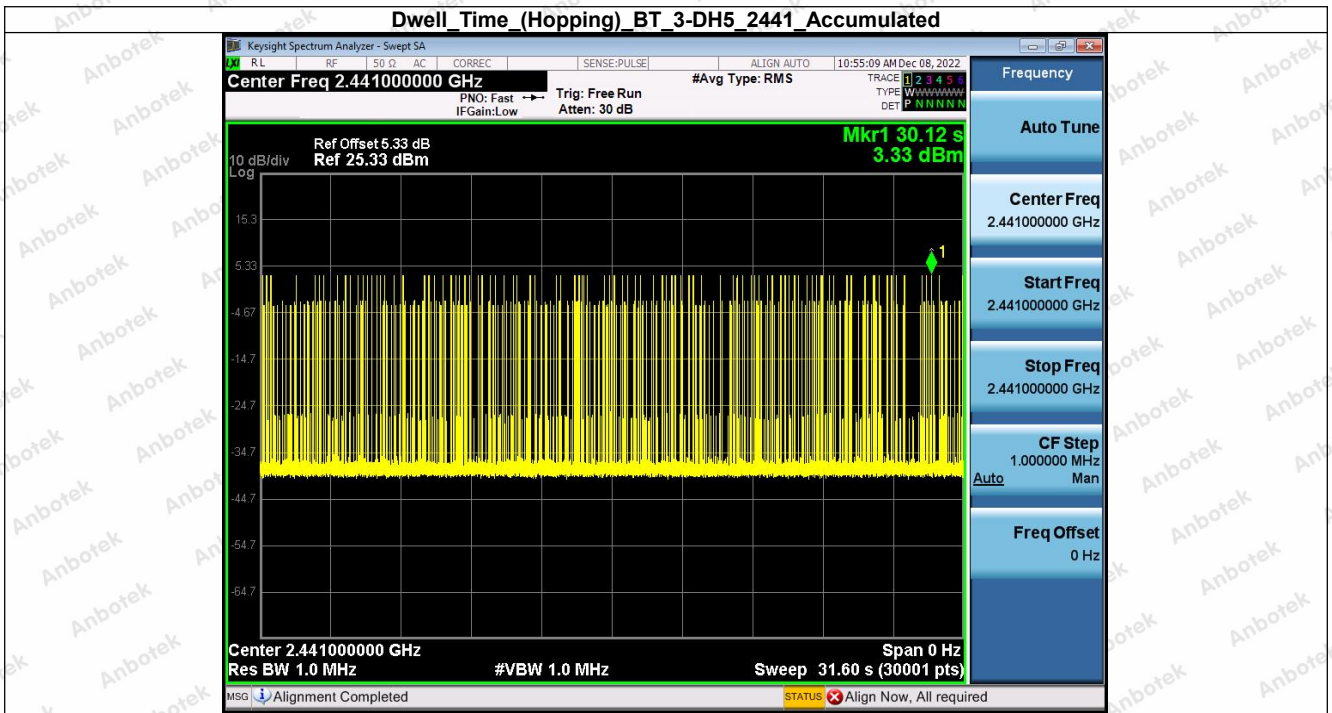 Dwell_Time_(Hopping)_BT_3-DH5_2441_Accumulated
Keysight Spectrum Analyzer - Swept SA
LXI RL RF 50 Ω AC CORREC SENSE:PULSE ALIGN AUTO 10:55:09 AM Dec 08, 2022
Center Freq 2.441000000 GHz
PNO: Fast
IFGain:Low
Trig: Free Run
Atten: 30 dB
#Avg Type: RMS
TRACE 1 2 3 4 5 6
TYPE WWWWWW
DET P N N N N N
Frequency
Ref Offset 5.33 dB
10 dB/div Ref 25.33 dBm
Log
Mkr1 30.12 s
3.33 dBm
15.3
5.33
-4.67
-14.7
-24.7
-34.7
-44.7
-54.7
-64.7
1
Center 2.441000000 GHz
Span 0 Hz
Res BW 1.0 MHz
#VBW 1.0 MHz
Sweep 31.60 s (30001 pts)
Auto Tune
Center Freq
2.441000000 GHz
Start Freq
2.441000000 GHz
Stop Freq
2.441000000 GHz
CF Step
1.000000 MHz
Auto Man
Freq Offset
0 Hz
MSG Alignment Completed
STATUS Align Now, All required
Anbotek